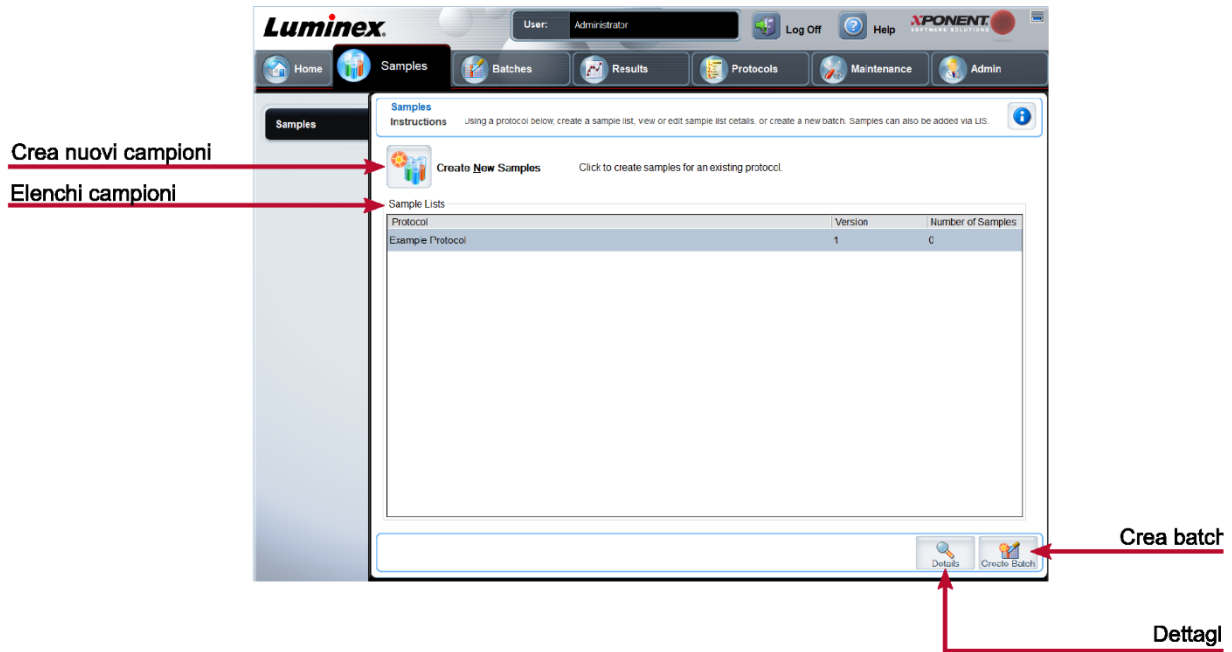 Luminex.
User: Administrator
Log Off
Help
XPONENT.
SOFTWARE SOLUTIONS
Home
Samples
Batches
Results
Protocols
Maintenance
Admin
Samples
Samples
Instructions Using a protocol below, create a sample list, view or edit sample list details, or create a new batch. Samples can also be added via LIS.
Crea nuovi campioni
Create New Samples Click to create samples for an existing protocol.
Elenchi campioni
Sample Lists
Protocol Version Number of Samples
Example Protocol 1 0
Crea batch
Details
Create Batch
Dettagl